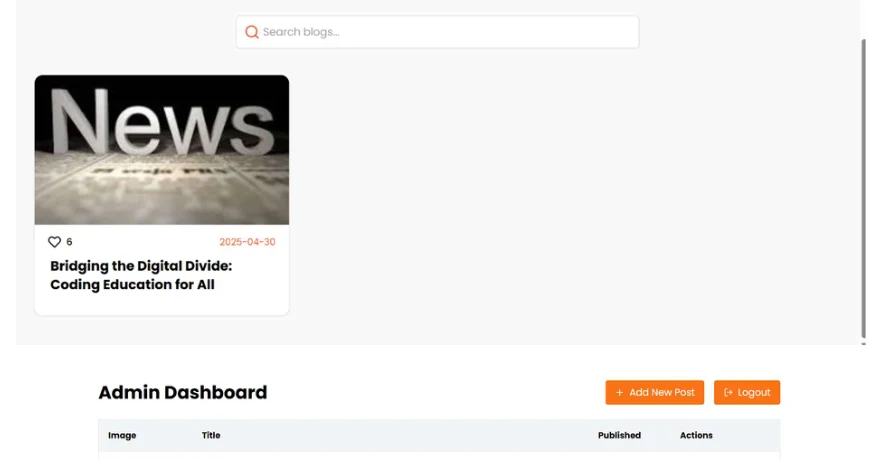 Search blogs...
News
6
2025-04-30
Bridging the Digital Divide:
Coding Education for All
Admin Dashboard
+ Add New Post
Logout
Image Title Published Actions